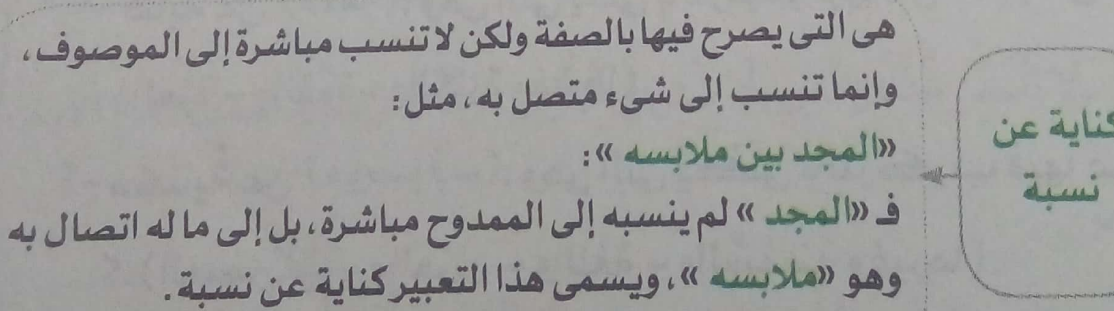 كناية عن
نسبة
هى التى يصرح فيها بالصفة ولكن لا تنسب مباشرة إلى الموصوف،
وإنما تنسب إلى شىء متصل به، مثل:
«المجد بين ملابسه»:
فـ «المجد» لم ينسبه إلى الممدوح مباشرة، بل إلى ما له اتصال به
وهو «ملابسه»، ويسمى هذا التعبير كناية عن نسبة.